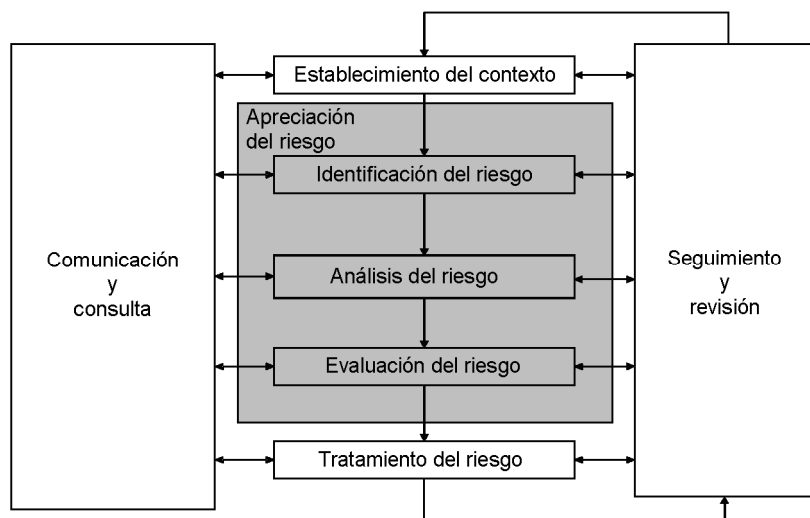 Establecimiento del contexto
Apreciación
del riesgo
Identificación del riesgo
Comunicación
y
consulta
Análisis del riesgo
Seguimiento
y
revisión
Evaluación del riesgo
Tratamiento del riesgo